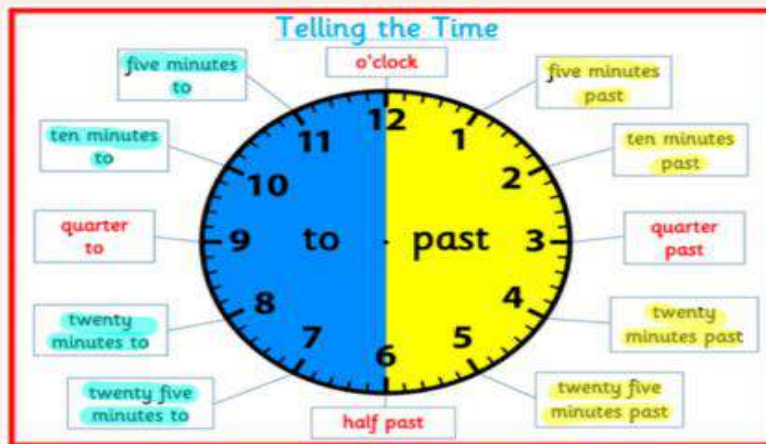 Telling the Time
o'clock
five minutes
to
five minutes
past
ten minutes
to
ten minutes
past
quarter
to
quarter
past
twenty
minutes to
twenty
minutes past
twenty five
minutes to
twenty five
minutes past
half past
12
1
2
3
4
5
6
7
8
9
10
11
to
past